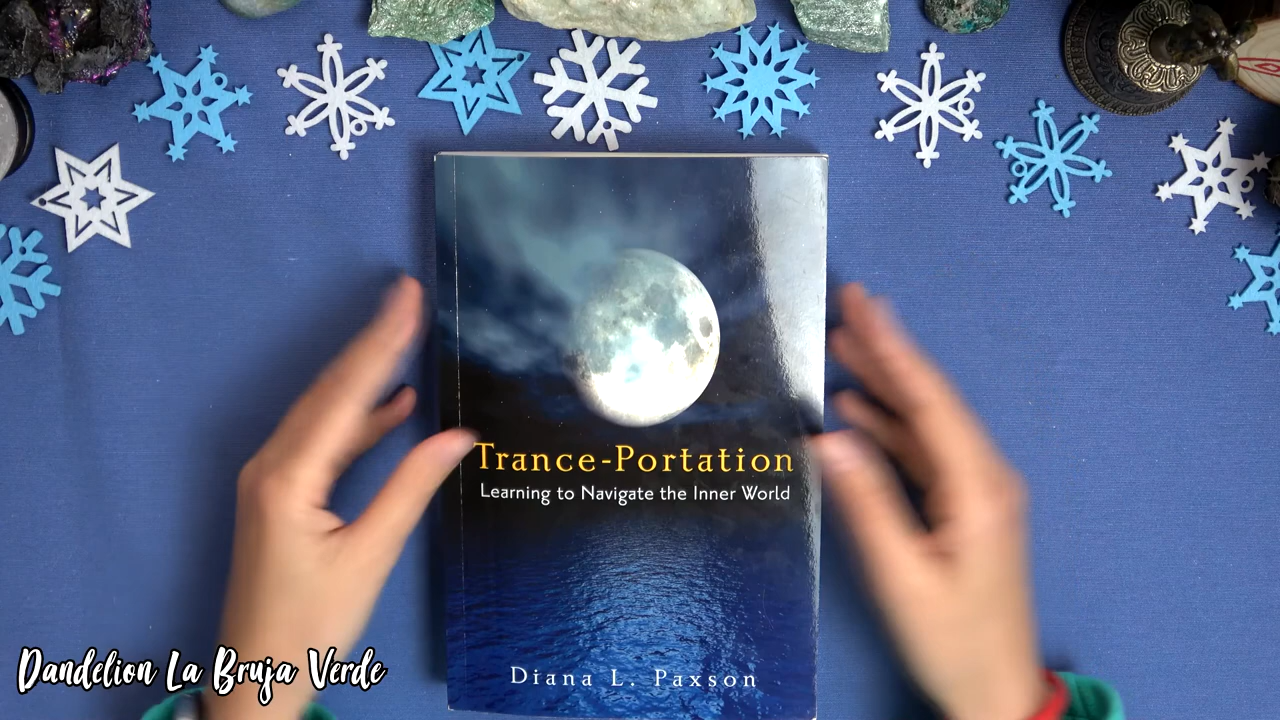 Trance-Portation
Learning to Navigate the Inner World
Diana L. Paxson
Dandelion La Bruja Verde